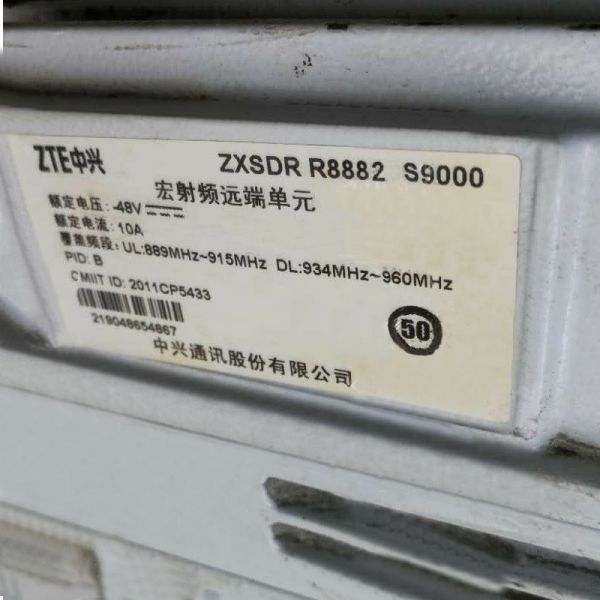 ZTE中兴 ZXSDR R8882 S9000
宏射频远端单元
额定电压: -48V
额定电流: 10A
覆盖频段: UL:889MHz~915MHz DL:934MHz~960MHz
PID: B
CMIIT ID: 2011CP5433
219048654867
50
中兴通讯股份有限公司